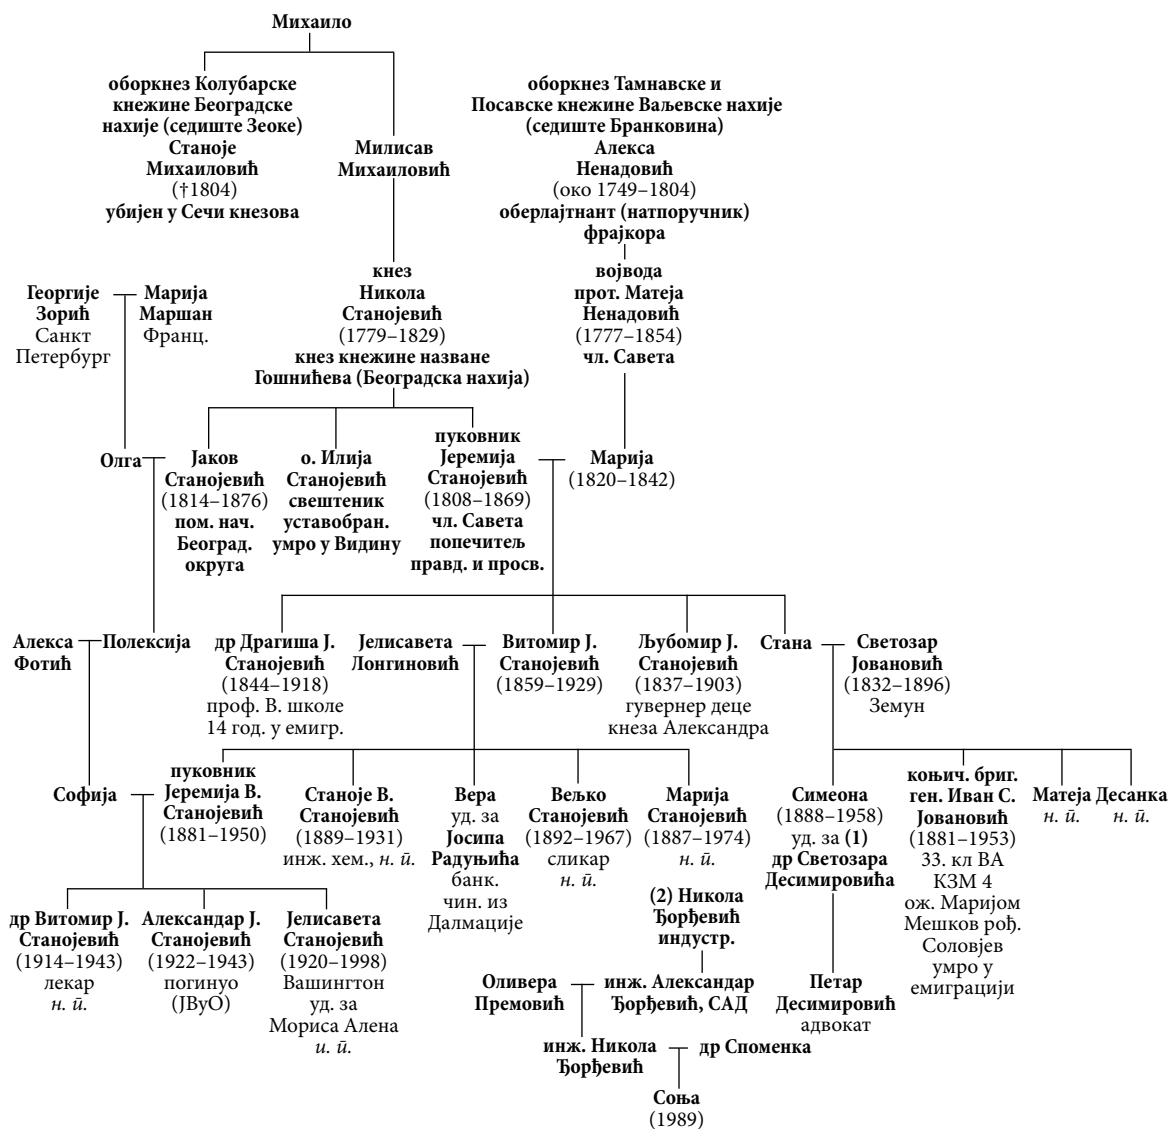 Михаило
оборкнез Колубарске
кнежине Београдске
нахије (седиште Зеоке)
Станоје
Михаиловић
(†1804)
убијен у Сечи кнезова
Милисав
Михаиловић
оборкнез Тамнавске и
Посавске кнежине Ваљевске нахије
(седиште Бранковина)
Алекса
Ненадовић
(око 1749–1804)
оберлајтнант (натпоручник)
фрајкора
Георгије
Зорић
Санкт
Петербург
Марија
Маршан
Франц.
кнез
Никола
Станојевић
(1779–1829)
кнез кнежине назване
Гошнићева (Београдска нахија)
војвода
прот. Матеја
Ненадовић
(1777–1854)
чл. Савета
Олга
Јаков
Станојевић
(1814–1876)
пом. нач.
Београд.
округа
о. Илија
Станојевић
свештеник
уставобран.
умро у Видину
пуковник
Јеремија
Станојевић
(1808–1869)
чл. Савета
попечитељ
правд. и просв.
Марија
(1820–1842)
Алекса
Фотић
Полексија
др Драгиша Ј.
Станојевић
(1844–1918)
проф. В. школе
14 год. у емигр.
Јелисавета
Лонгиновић
Витомир Ј.
Станојевић
(1859–1929)
Љубомир Ј.
Станојевић
(1837–1903)
гувернер деце
кнеза Александра
Стана
Светозар
Јовановић
(1832–1896)
Земун
Софија
пуковник
Јеремија В.
Станојевић
(1881–1950)
Станоје В.
Станојевић
(1889–1931)
инж. хем., н. п̄.
Вера
уд. за
Јосипа
Радуњића
банк.
чин. из
Далмације
Вељко
Станојевић
(1892–1967)
сликар
н. п̄.
Марија
Станојевић
(1887–1974)
н. п̄.
(2) Никола
Ђорђевић
индустр.
Симеона
(1888–1958)
уд. за (1)
др Светозара
Десимировића
коњич. бриг.
ген. Иван С.
Јовановић
(1881–1953)
33. кл ВА
КЗМ 4
ож. Маријом
Мешков рођ.
Соловјев
умро у
емиграцији
Матеја
н. п̄.
Десанка
н. п̄.
др Витомир Ј.
Станојевић
(1914–1943)
лекар
н. п̄.
Александар Ј.
Станојевић
(1922–1943)
погинуо
(ЈВуО)
Јелисавета
Станојевић
(1920–1998)
Вашингтон
уд. за
Мориса Алена
и. п̄.
Оливера
Премовић
инж. Александар
Ђорђевић, САД
Петар
Десимировић
адвокат
инж. Никола
Ђорђевић
др Споменка
Соња
(1989)